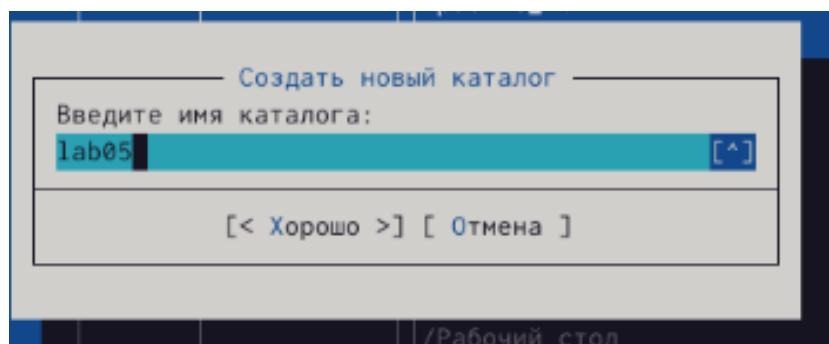 Создать новый каталог
Введите имя каталога:
lab05 [^]
[< Хорошо >] [ Отмена ]
/Рабочий стол